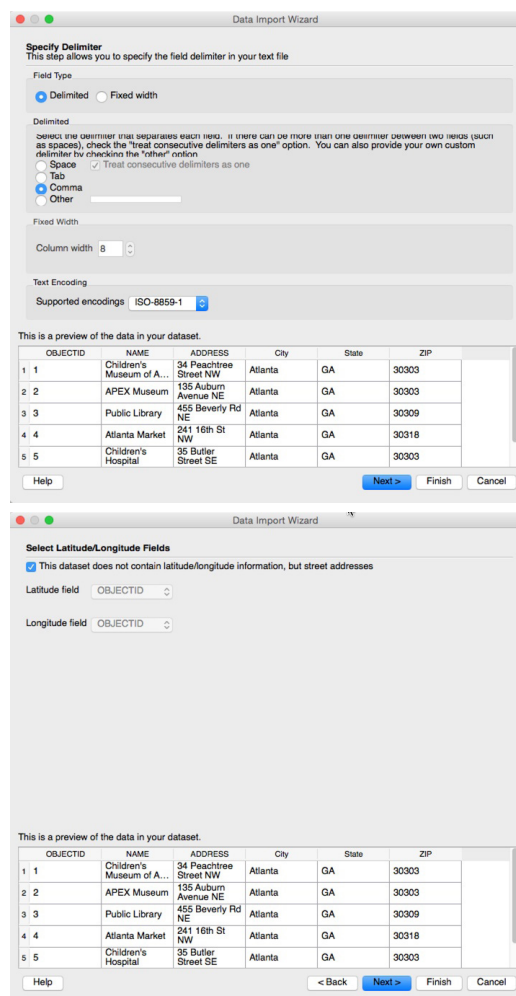 Data Import Wizard
Specify Delimiter
This step allows you to specify the field delimiter in your text file
Field Type
Delimited Fixed width
Delimited
Select the delimiter that separates each field. If there can be more than one delimiter between two fields (such
as spaces), check the "treat consecutive delimiters as one" option. You can also provide your own custom
delimiter by checking the "other" option
Space Treat consecutive delimiters as one
Tab
Comma
Other
Fixed Width
Column width 8
Text Encoding
Supported encodings ISO-8859-1
This is a preview of the data in your dataset.
OBJECTID NAME ADDRESS City State ZIP
1 1 Children's Museum of A... 34 Peachtree Street NW Atlanta GA 30303
2 2 APEX Museum 135 Auburn Avenue NE Atlanta GA 30303
3 3 Public Library 455 Beverly Rd NE Atlanta GA 30309
4 4 Atlanta Market 241 16th St NW Atlanta GA 30318
5 5 Children's Hospital 35 Butler Street SE Atlanta GA 30303
Help Next > Finish Cancel
Data Import Wizard
Select Latitude/Longitude Fields
This dataset does not contain latitude/longitude information, but street addresses
Latitude field OBJECTID
Longitude field OBJECTID
This is a preview of the data in your dataset.
OBJECTID NAME ADDRESS City State ZIP
1 1 Children's Museum of A... 34 Peachtree Street NW Atlanta GA 30303
2 2 APEX Museum 135 Auburn Avenue NE Atlanta GA 30303
3 3 Public Library 455 Beverly Rd NE Atlanta GA 30309
4 4 Atlanta Market 241 16th St NW Atlanta GA 30318
5 5 Children's Hospital 35 Butler Street SE Atlanta GA 30303
Help < Back Next > Finish Cancel